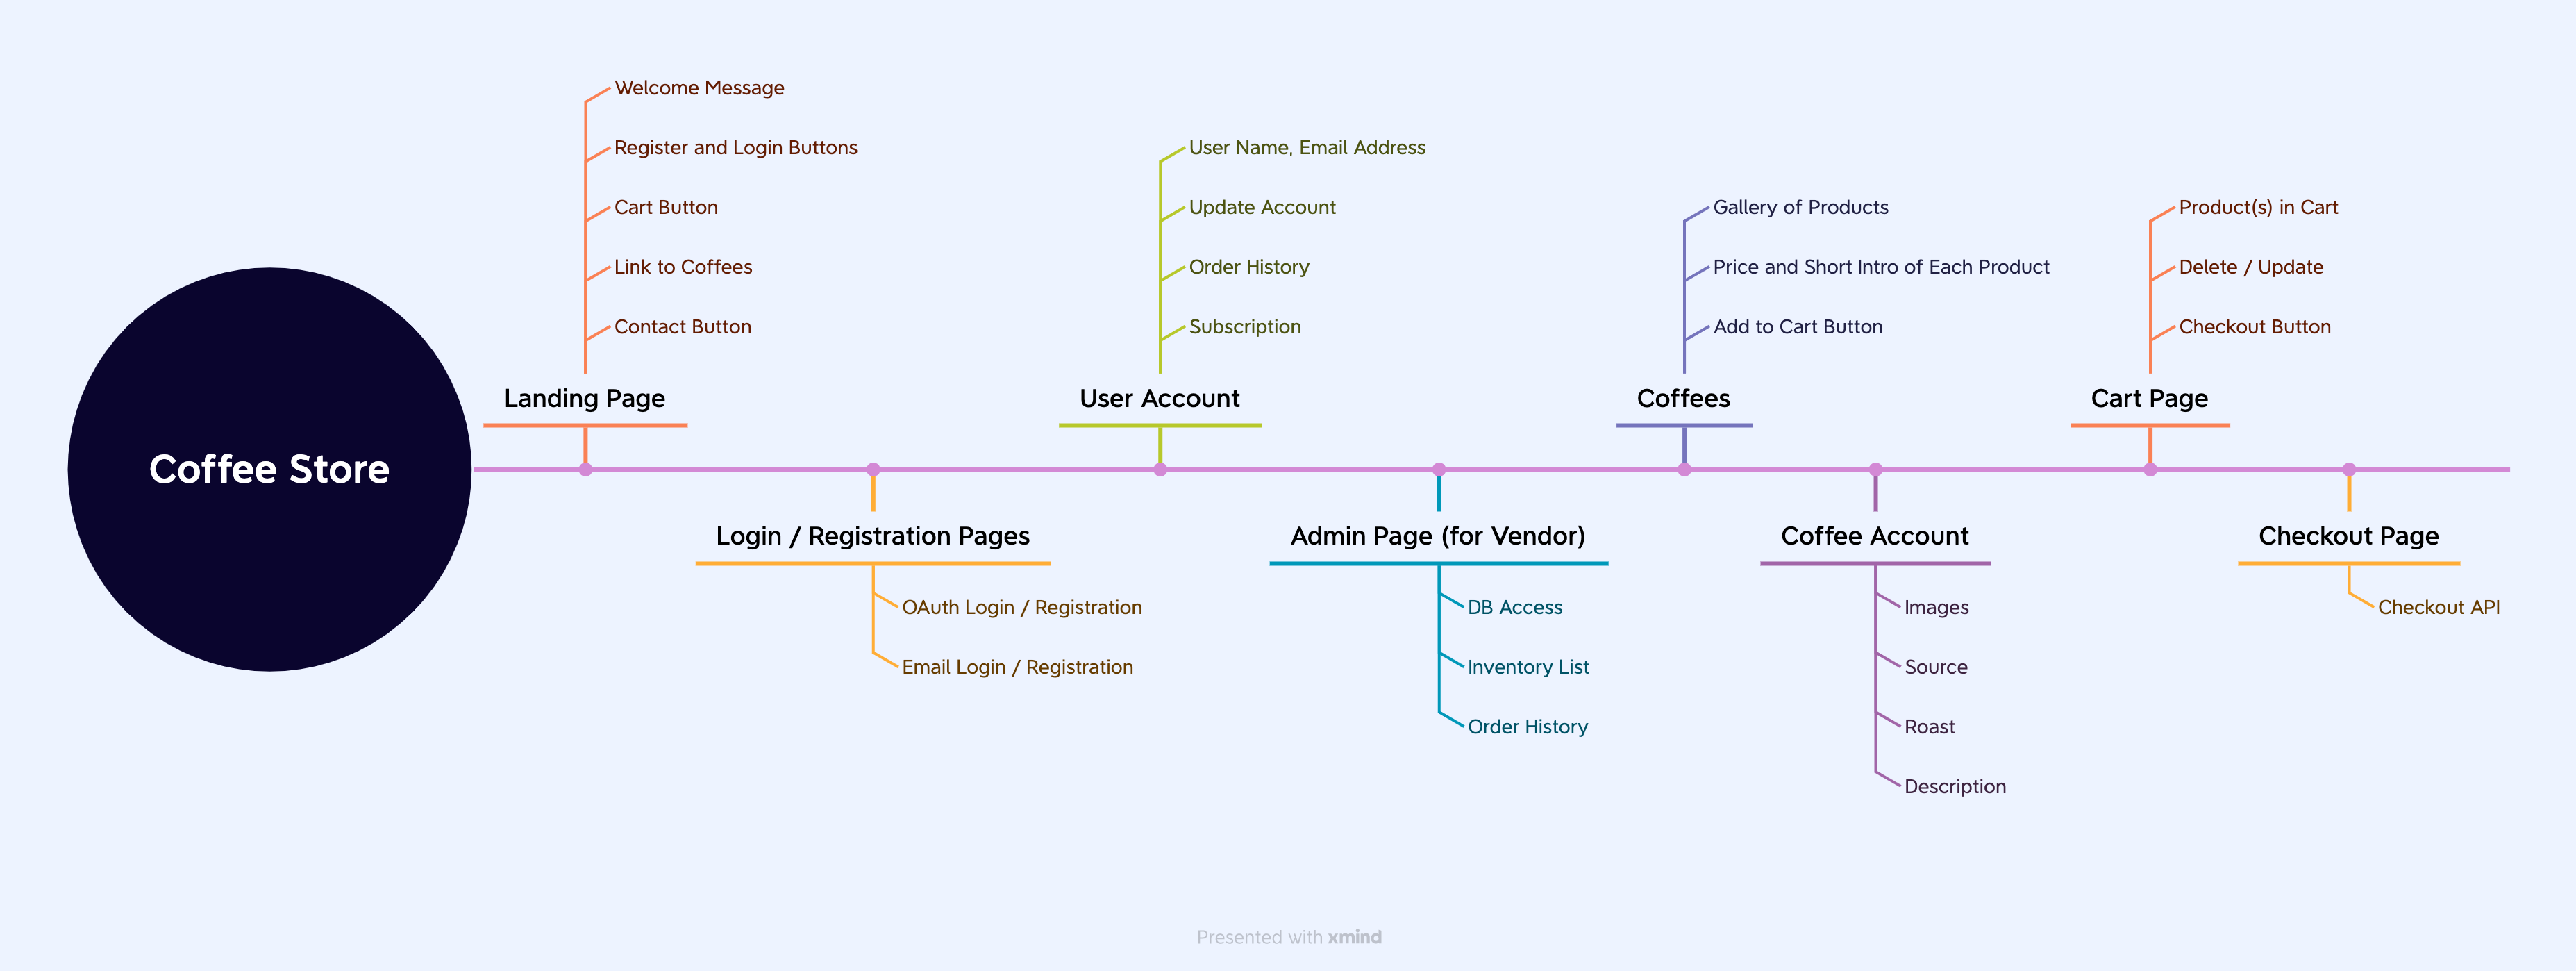 Coffee Store
Landing Page
Welcome Message
Register and Login Buttons
Cart Button
Link to Coffees
Contact Button
Login / Registration Pages
OAuth Login / Registration
Email Login / Registration
User Account
User Name, Email Address
Update Account
Order History
Subscription
Admin Page (for Vendor)
DB Access
Inventory List
Order History
Coffees
Gallery of Products
Price and Short Intro of Each Product
Add to Cart Button
Coffee Account
Images
Source
Roast
Description
Cart Page
Product(s) in Cart
Delete / Update
Checkout Button
Checkout Page
Checkout API
Presented with xmind